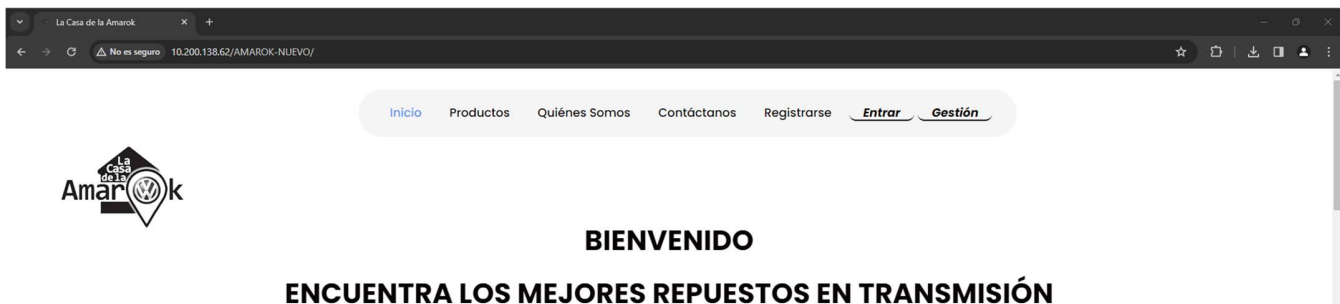 La Casa de la Amarok
No es seguro 10.200.138.62/AMAROK-NUEVO/
Inicio Productos Quiénes Somos Contáctanos Registrarse Entrar Gestión
La
Casa
de la
Amarok
BIENVENIDO
ENCUENTRA LOS MEJORES REPUESTOS EN TRANSMISIÓN